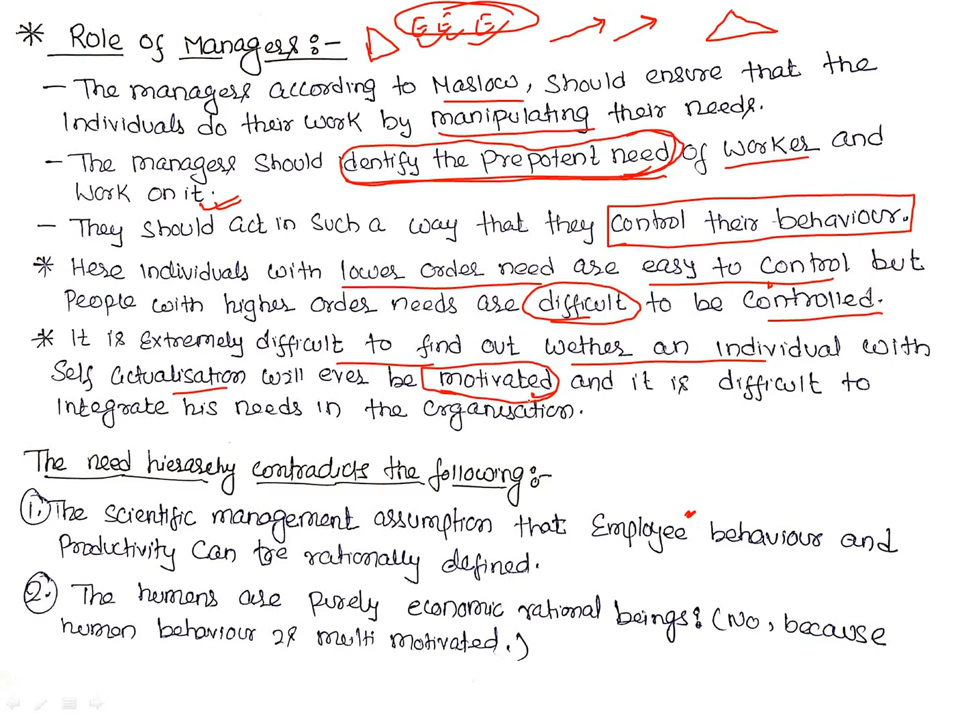 * Role of Managers:-
E E E
- The managers according to Maslow, should ensure that the
individuals do their work by manipulating their needs.
- The managers should identify the prepotent need of worker and
work on it.
- They should act in such a way that they control their behaviour.
* Here individuals with lower order need are easy to control but
people with higher order needs are difficult to be controlled.
* It is extremely difficult to find out wether an individual with
self actualisation will ever be motivated and it is difficult to
integrate his needs in the organisation.
The need hierarchy contradicts the following:-
1. The scientific management assumption that Employee behaviour and
productivity can be rationally defined.
2. The humens are purely economic rational beings: (No, because
human behaviour is multi motivated.)